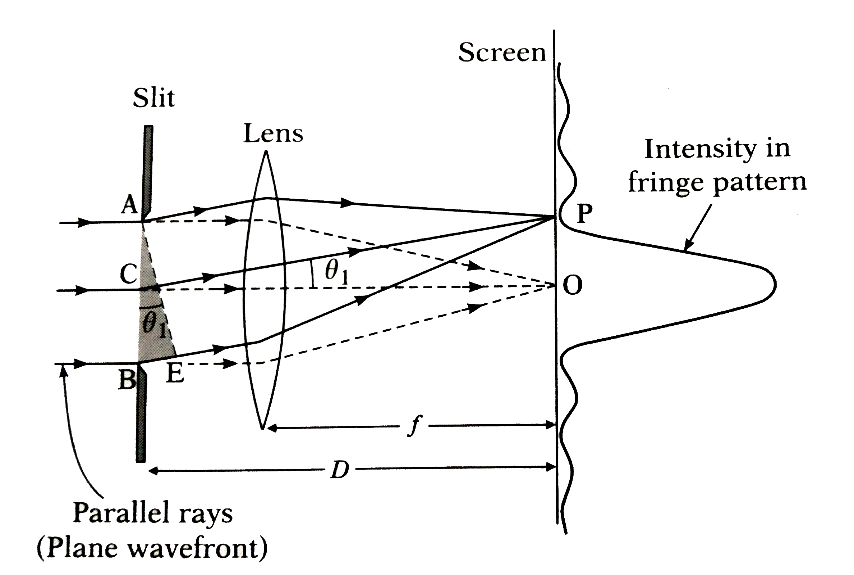 Screen
Slit
Lens
Intensity in
fringe pattern
A
P
C
θ₁
O
θ₁
B
E
f
D
Parallel rays
(Plane wavefront)